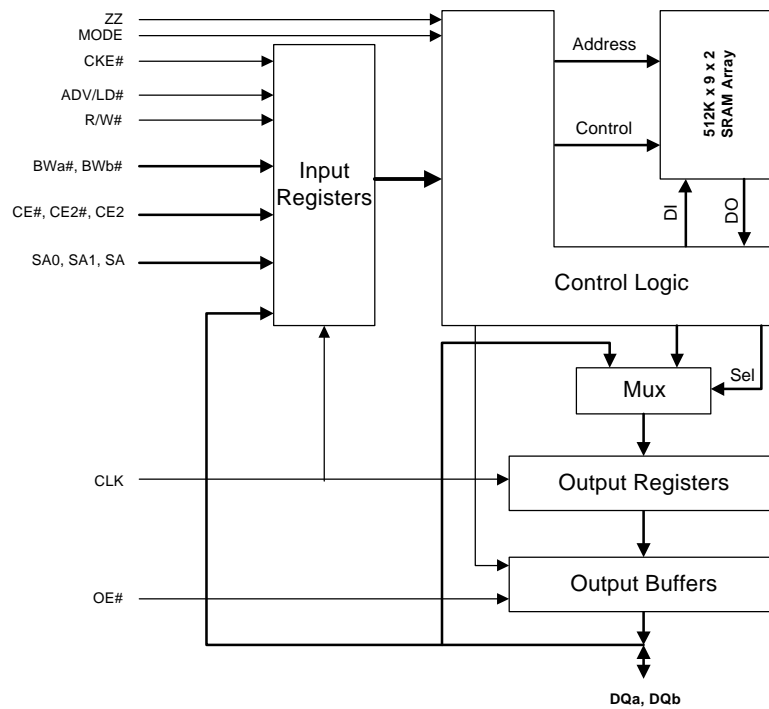 ZZ
MODE
CKE#
ADV/LD#
R/W#
BWa#, BWb#
CE#, CE2#, CE2
SA0, SA1, SA
Input
Registers
Address
Control
512K x 9 x 2
SRAM Array
DI
DO
Control Logic
Sel
Mux
CLK
Output Registers
Output Buffers
OE#
DQa, DQb